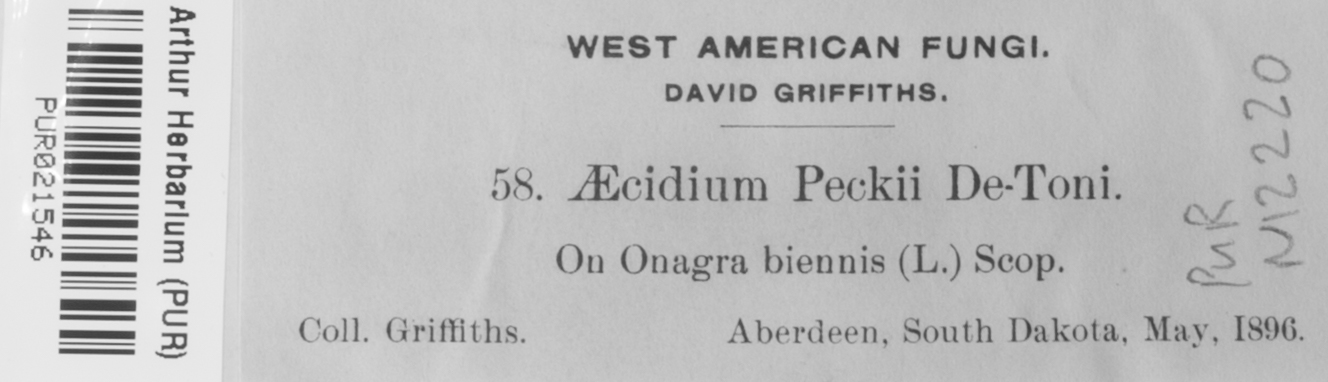 Arthur Herbarium (PUR)
PUR021546
WEST AMERICAN FUNGI.
DAVID GRIFFITHS.
58. Æcidium Peckii De-Toni.
On Onagra biennis (L.) Scop.
Coll. Griffiths. Aberdeen, South Dakota, May, 1896.
PUR
N12220